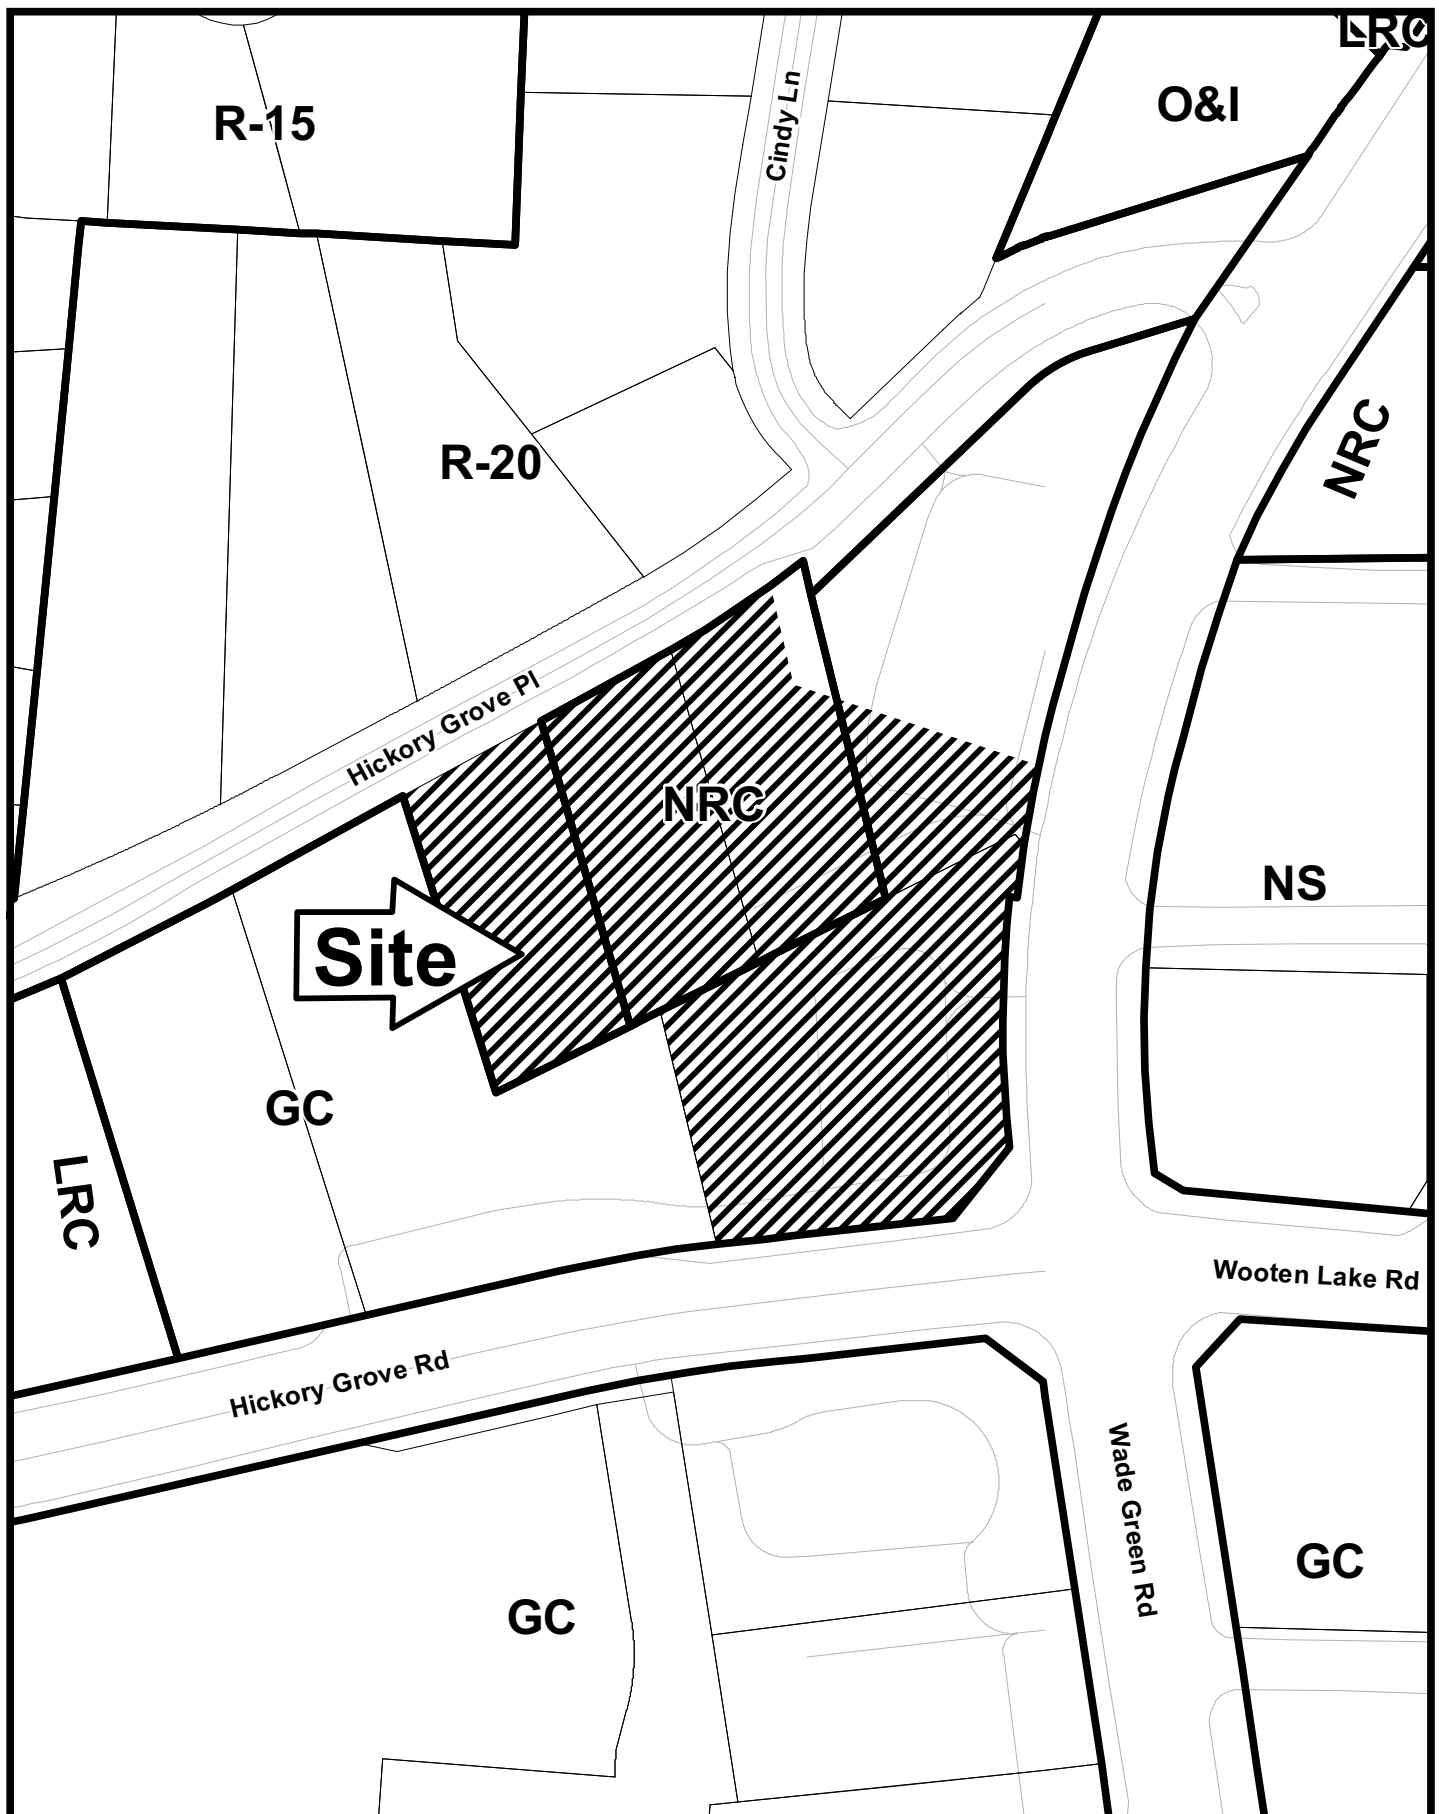 LRC
R-15
O&I
Cindy Ln
NRC
R-20
Hickory Grove Pl
NRC
NS
Site
GC
LRC
Wooten Lake Rd
Hickory Grove Rd
Wade Green Rd
GC
GC